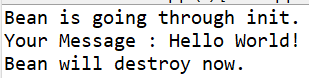 Bean is going through init.
Your Message : Hello World!
Bean will destroy now.